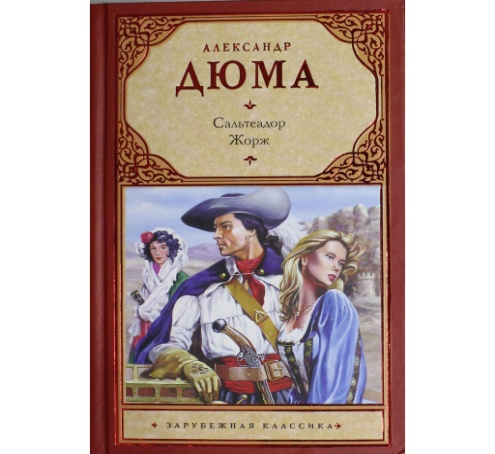 АЛЕКСАНДР
ДЮМА
Сальтеадор
Жорж
ЗАРУБЕЖНАЯ КЛАССИКА